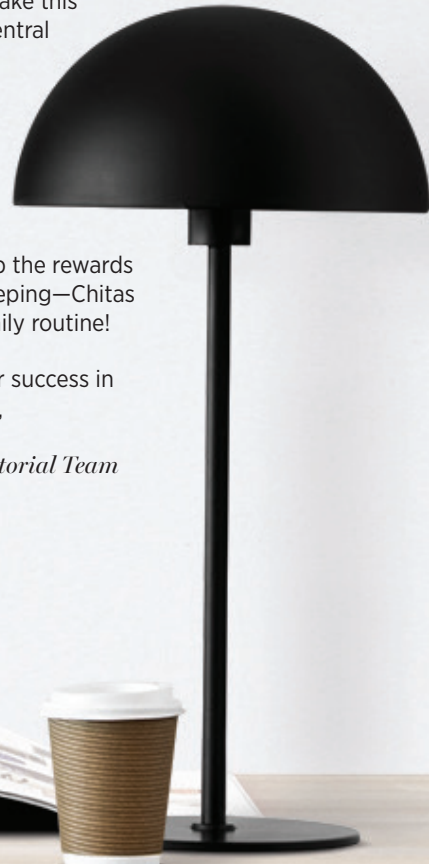 ake this
entral
the rewards
eping—Chitas
ily routine!
r success in
torial Team